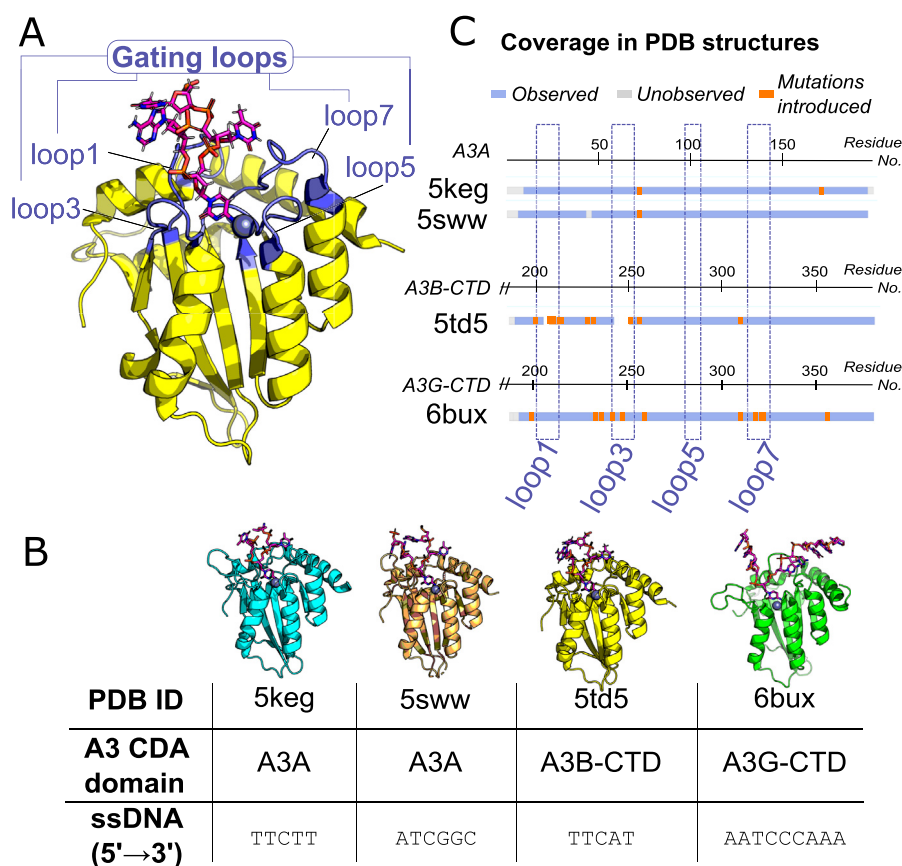 A
Gating loops
loop1
loop7
loop5
loop3
C
Coverage in PDB structures
Observed
Unobserved
Mutations
introduced
A3A
50
100
150
Residue
No.
5keg
5sww
A3B-CTD //
200
250
300
350
Residue
No.
5td5
A3G-CTD //
200
250
300
350
Residue
No.
6bux
loop1
loop3
loop5
loop7
B
PDB ID 5keg 5sww 5td5 6bux
A3 CDA
domain
A3A A3A A3B-CTD A3G-CTD
ssDNA
(5'→3')
TTCTT ATCGGC TTCAT AATCCCAAA